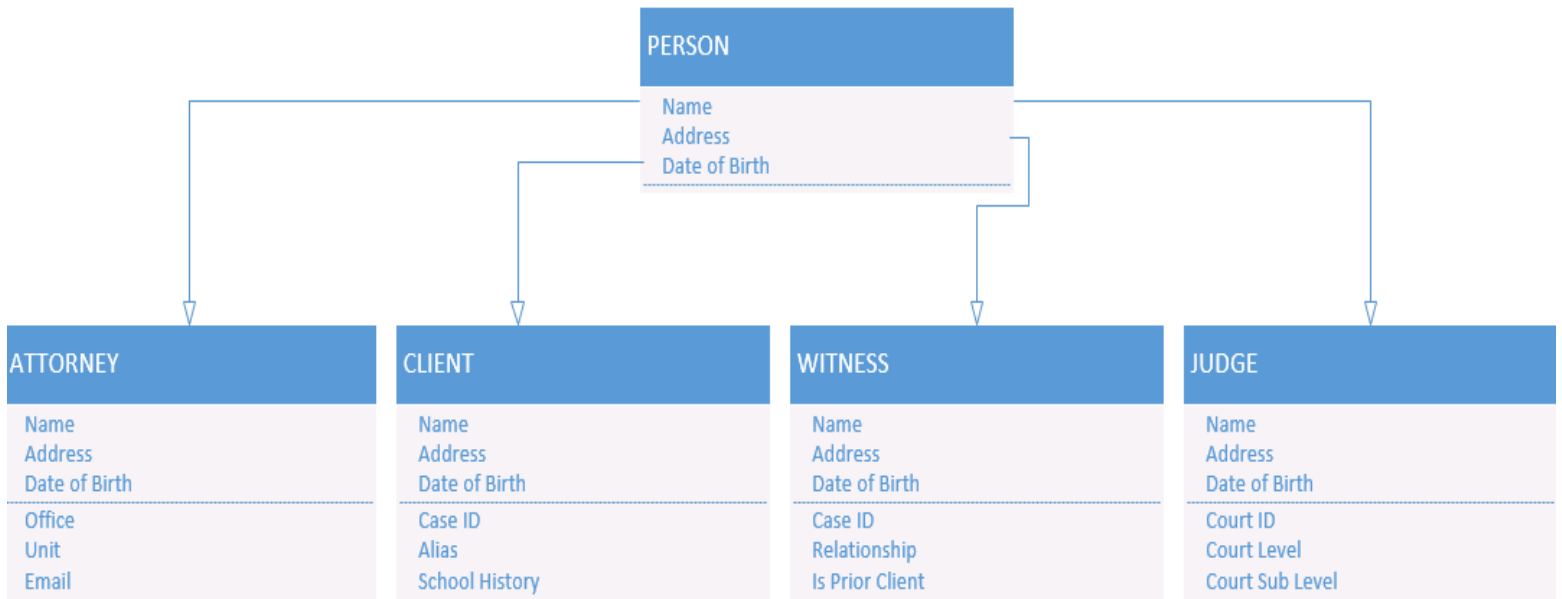 PERSON
Name
Address
Date of Birth
ATTORNEY
Name
Address
Date of Birth
Office
Unit
Email
CLIENT
Name
Address
Date of Birth
Case ID
Alias
School History
WITNESS
Name
Address
Date of Birth
Case ID
Relationship
Is Prior Client
JUDGE
Name
Address
Date of Birth
Court ID
Court Level
Court Sub Level